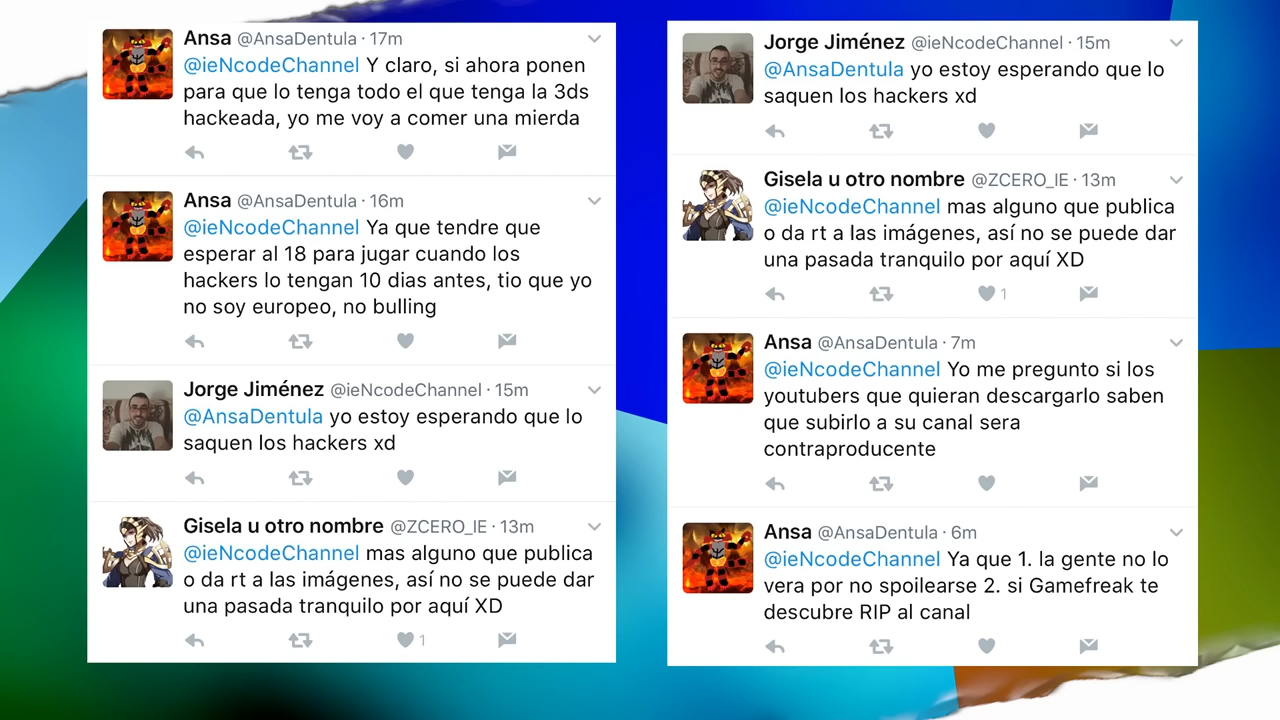 Ansa @AnsaDentula · 17m
@ieNcodeChannel Y claro, si ahora ponen
para que lo tenga todo el que tenga la 3ds
hackeada, yo me voy a comer una mierda
Ansa @AnsaDentula · 16m
@ieNcodeChannel Ya que tendre que
esperar al 18 para jugar cuando los
hackers lo tengan 10 dias antes, tio que yo
no soy europeo, no bulling
Jorge Jiménez @ieNcodeChannel · 15m
@AnsaDentula yo estoy esperando que lo
saquen los hackers xd
Gisela u otro nombre @ZCERO_IE · 13m
@ieNcodeChannel mas alguno que publica
o da rt a las imágenes, así no se puede dar
una pasada tranquilo por aquí XD
1
Jorge Jiménez @ieNcodeChannel · 15m
@AnsaDentula yo estoy esperando que lo
saquen los hackers xd
Gisela u otro nombre @ZCERO_IE · 13m
@ieNcodeChannel mas alguno que publica
o da rt a las imágenes, así no se puede dar
una pasada tranquilo por aquí XD
1
Ansa @AnsaDentula · 7m
@ieNcodeChannel Yo me pregunto si los
youtubers que quieran descargarlo saben
que subirlo a su canal sera
contraproducente
Ansa @AnsaDentula · 6m
@ieNcodeChannel Ya que 1. la gente no lo
vera por no spoilearse 2. si Gamefreak te
descubre RIP al canal